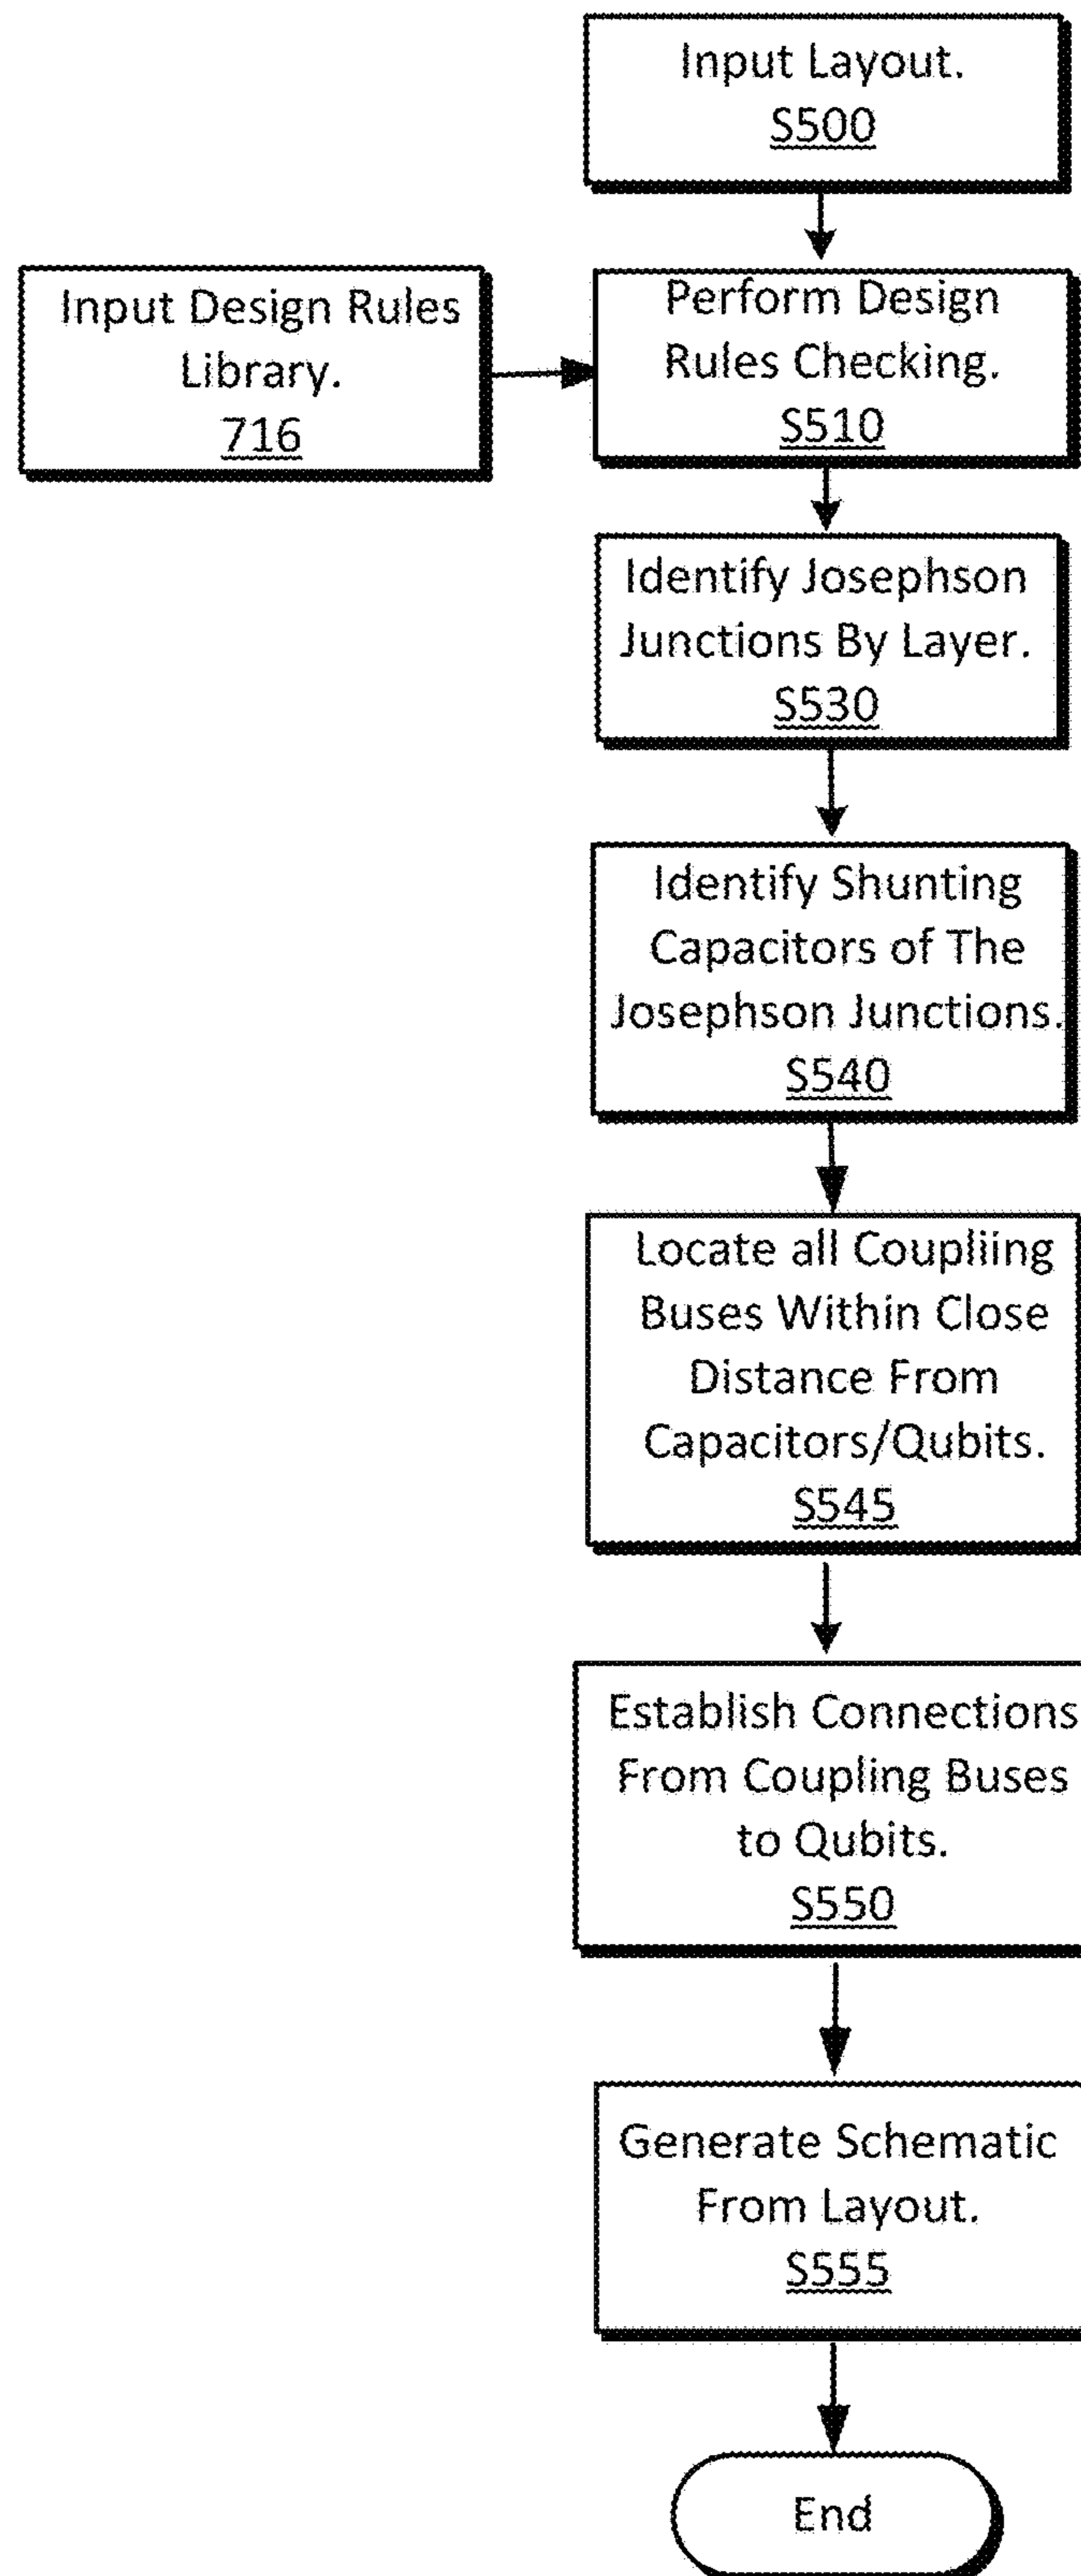 Input Layout.
S500
Input Design Rules
Library.
716
Perform Design
Rules Checking.
S510
Identify Josephson
Junctions By Layer.
S530
Identify Shunting
Capacitors of The
Josephson Junctions.
S540
Locate all Coupliing
Buses Within Close
Distance From
Capacitors/Qubits.
S545
Establish Connections
From Coupling Buses
to Qubits.
S550
Generate Schematic
From Layout.
S555
End